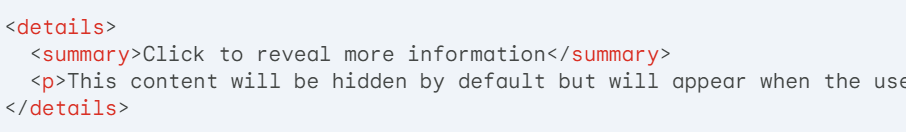 <details>
  <summary>Click to reveal more information</summary>
  <p>This content will be hidden by default but will appear when the use
</details>